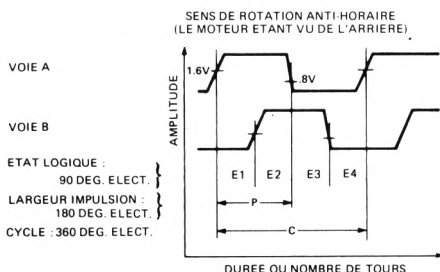 SENS DE ROTATION ANTI-HORAIRE
(LE MOTEUR ETANT VU DE L'ARRIERE)
VOIE A
1.6V
.8V
AMPLITUDE
VOIE B
ETAT LOGIQUE :
90 DEG. ELECT.
E1 E2 E3 E4
LARGEUR IMPULSION :
180 DEG. ELECT.
P
CYCLE : 360 DEG. ELECT.
C
DUREE OU NOMBRE DE TOURS